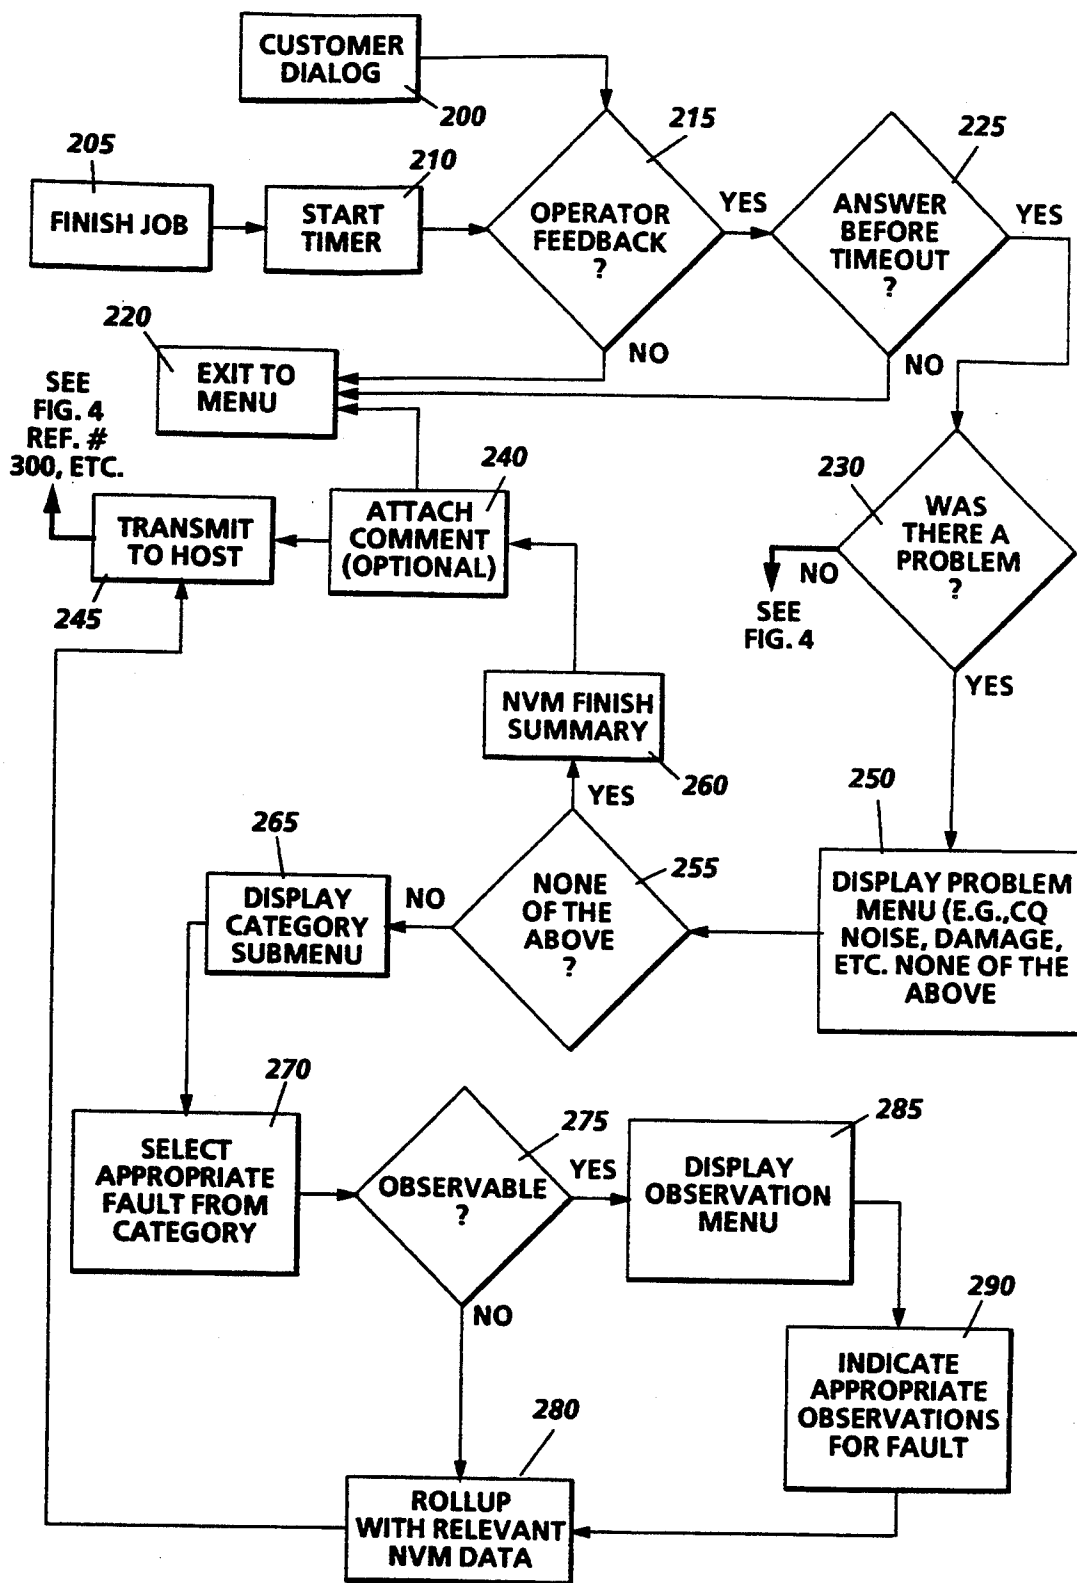 CUSTOMER
DIALOG
200
205
FINISH JOB
210
START
TIMER
215
OPERATOR
FEEDBACK
?
YES
NO
225
ANSWER
BEFORE
TIMEOUT
?
YES
NO
220
EXIT TO
MENU
SEE
FIG. 4
REF. #
300, ETC.
TRANSMIT
TO HOST
245
240
ATTACH
COMMENT
(OPTIONAL)
230
WAS
THERE A
PROBLEM
?
NO
SEE
FIG. 4
YES
NVM FINISH
SUMMARY
260
YES
250
DISPLAY PROBLEM
MENU (E.G.,CQ
NOISE, DAMAGE,
ETC. NONE OF THE
ABOVE
255
NONE
OF THE
ABOVE
?
NO
265
DISPLAY
CATEGORY
SUBMENU
270
SELECT
APPROPRIATE
FAULT FROM
CATEGORY
275
OBSERVABLE
?
YES
NO
285
DISPLAY
OBSERVATION
MENU
290
INDICATE
APPROPRIATE
OBSERVATIONS
FOR FAULT
280
ROLLUP
WITH RELEVANT
NVM DATA